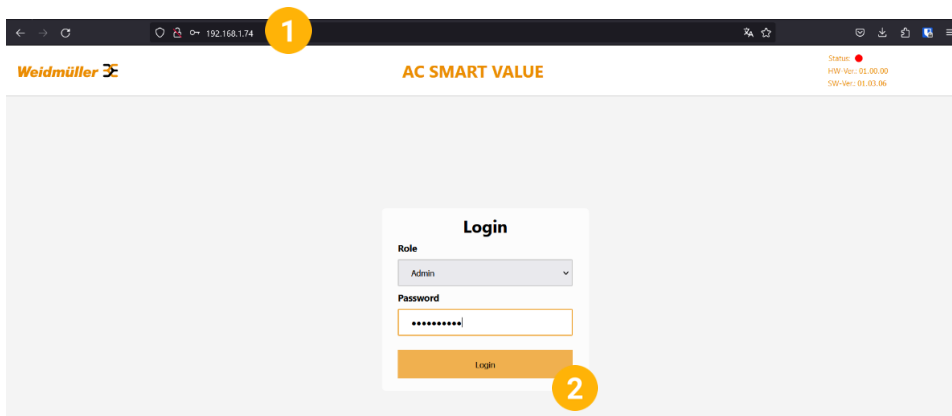 192.168.1.74
1
Weidmüller
AC SMART VALUE
Status:
HW-Ver.: 01.00.00
SW-Ver.: 01.03.06
Login
Role
Admin
Password
••••••••••
Login
2